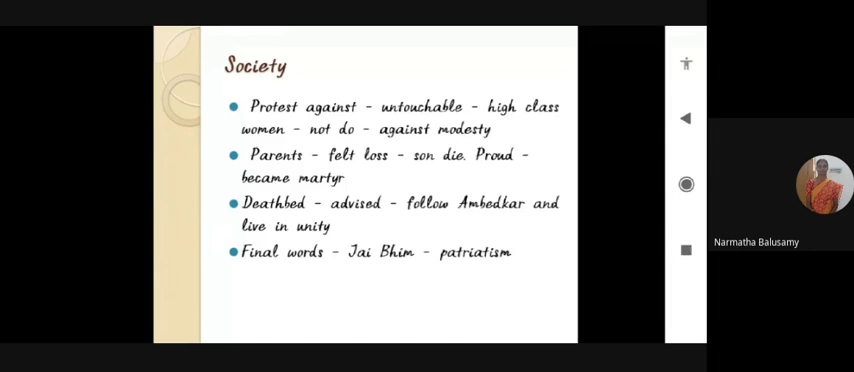 Society
Protest against - untouchable - high class
women - not do - against modesty
Parents - felt loss - son die. Proud -
became martyr
Deathbed - advised - follow Ambedkar and
live in unity
Final words - Jai Bhim - patriatism
Narmatha Balusamy